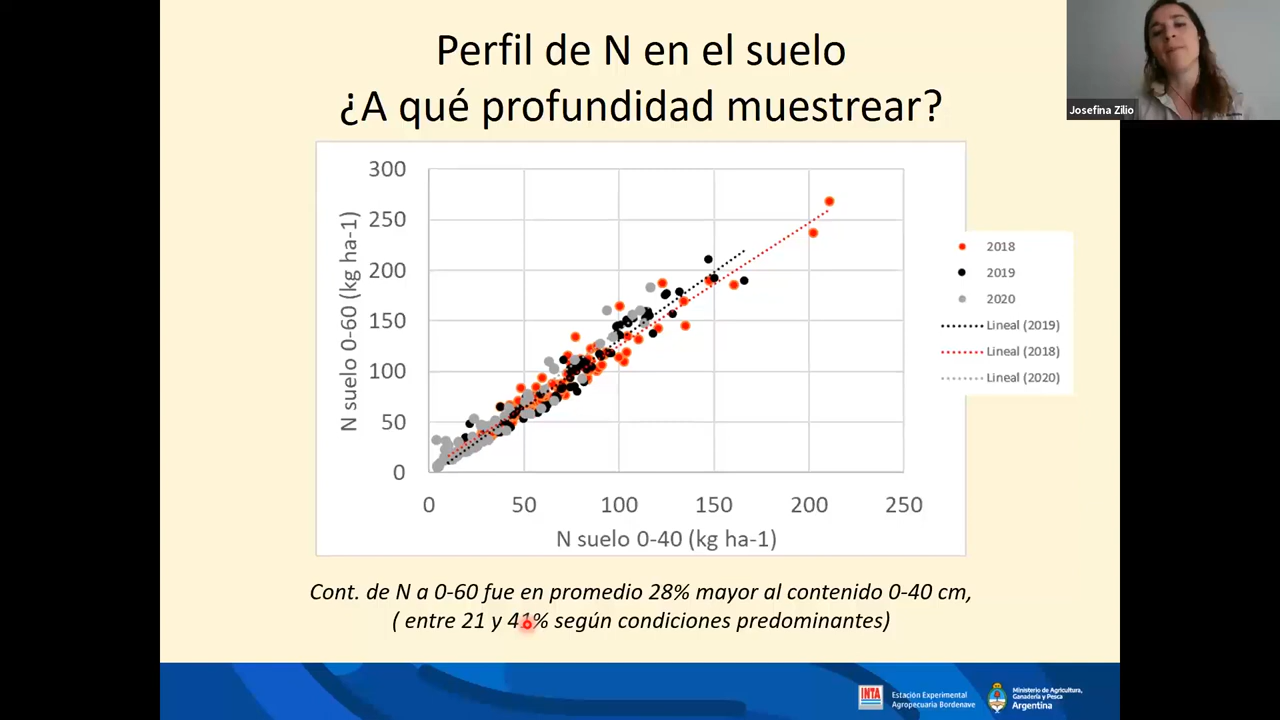 Perfil de N en el suelo
¿A qué profundidad muestrear?
Josefina Zilio
300
250
200
150
100
50
0
N suelo 0-60 (kg ha-1)
0
50
100
150
200
250
N suelo 0-40 (kg ha-1)
2018
2019
2020
Lineal (2019)
Lineal (2018)
Lineal (2020)
Cont. de N a 0-60 fue en promedio 28% mayor al contenido 0-40 cm,
( entre 21 y 41% según condiciones predominantes)
INTA
Estación Experimental
Agropecuaria Bordenave
Ministerio de Agricultura,
Ganadería y Pesca
Argentina